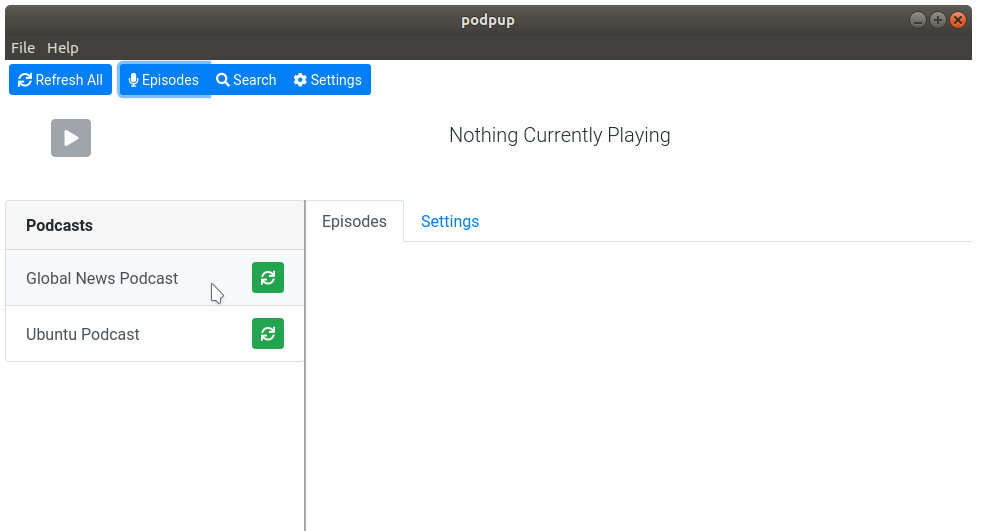 podpup
File Help
Refresh All Episodes Search Settings
Nothing Currently Playing
Podcasts
Episodes Settings
Global News Podcast
Ubuntu Podcast